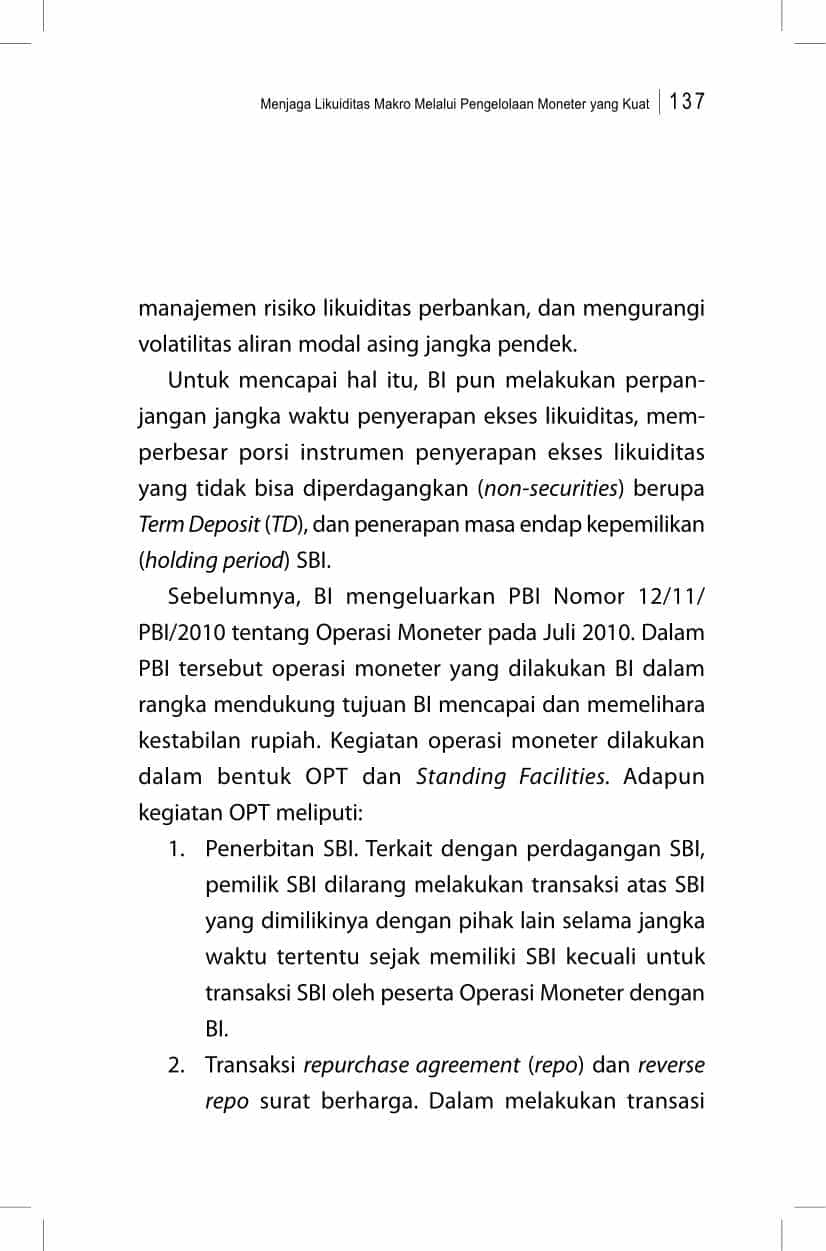 Menjaga Likuiditas Makro Melalui Pengelolaan Moneter yang Kuat 137
manajemen risiko likuiditas perbankan, dan mengurangi
volatilitas aliran modal asing jangka pendek.
Untuk mencapai hal itu, BI pun melakukan perpan-
jangan jangka waktu penyerapan ekses likuiditas, mem-
perbesar porsi instrumen penyerapan ekses likuiditas
yang tidak bisa diperdagangkan (non-securities) berupa
Term Deposit (TD), dan penerapan masa endap kepemilikan
(holding period) SBI.
Sebelumnya, BI mengeluarkan PBI Nomor 12/11/
PBI/2010 tentang Operasi Moneter pada Juli 2010. Dalam
PBI tersebut operasi moneter yang dilakukan BI dalam
rangka mendukung tujuan BI mencapai dan memelihara
kestabilan rupiah. Kegiatan operasi moneter dilakukan
dalam bentuk OPT dan Standing Facilities. Adapun
kegiatan OPT meliputi:
1. Penerbitan SBI. Terkait dengan perdagangan SBI,
pemilik SBI dilarang melakukan transaksi atas SBI
yang dimilikinya dengan pihak lain selama jangka
waktu tertentu sejak memiliki SBI kecuali untuk
transaksi SBI oleh peserta Operasi Moneter dengan
BI.
2. Transaksi repurchase agreement (repo) dan reverse
repo surat berharga. Dalam melakukan transasi